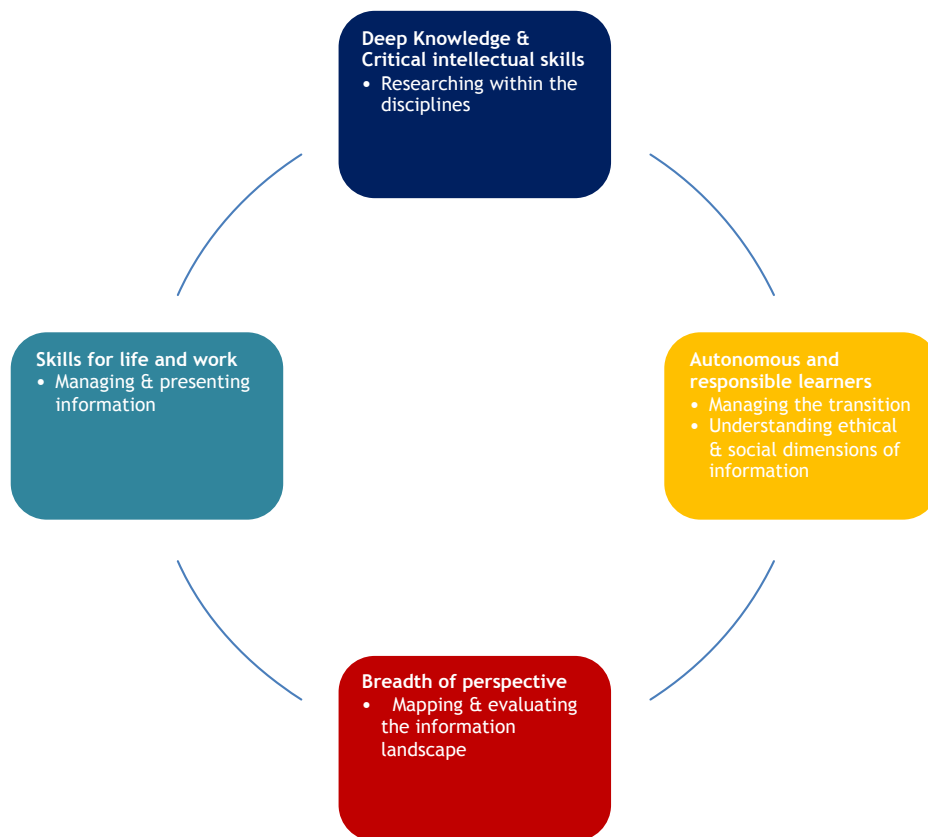 Deep Knowledge &
Critical intellectual skills
• Researching within the
disciplines
Skills for life and work
• Managing & presenting
information
Autonomous and
responsible learners
• Managing the transition
• Understanding ethical
& social dimensions of
information
Breadth of perspective
• Mapping & evaluating
the information
landscape